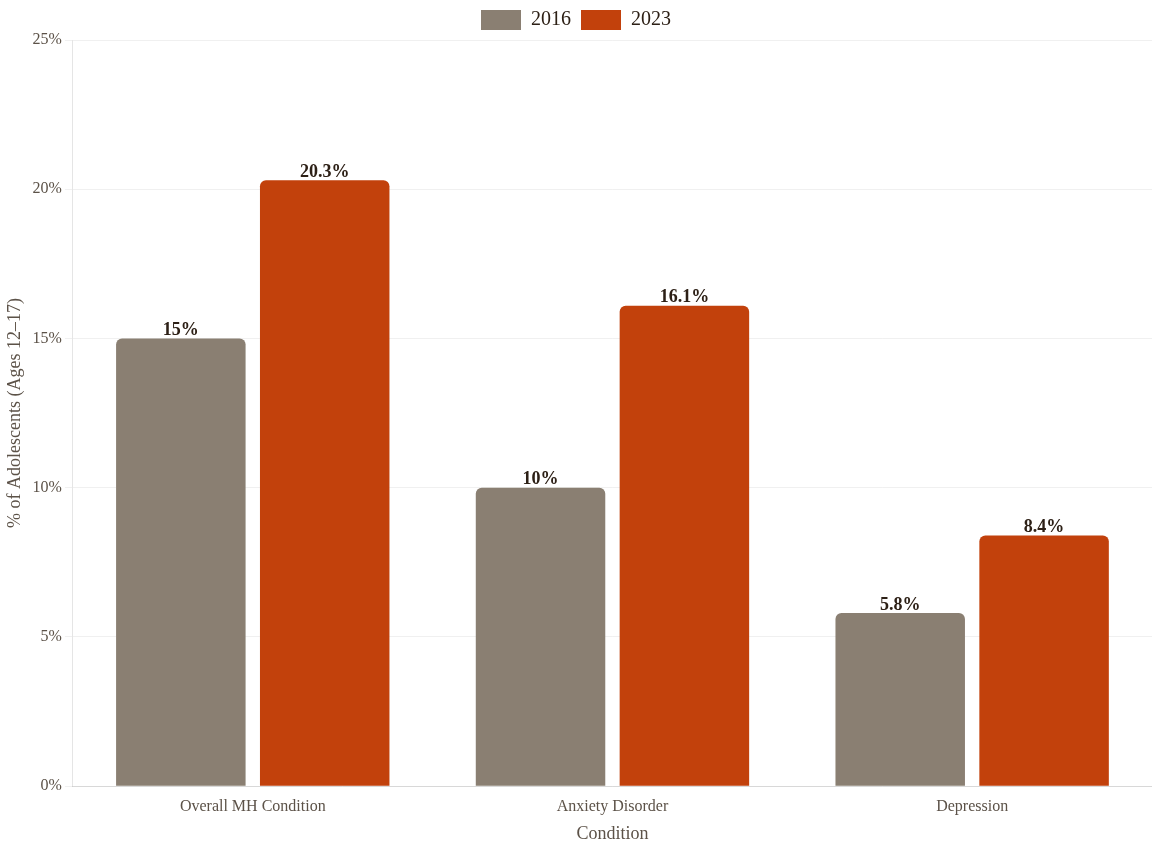 2016 2023
25%
20%
15%
10%
5%
0%
% of Adolescents (Ages 12–17)
15%
20.3%
10%
16.1%
5.8%
8.4%
Overall MH Condition
Anxiety Disorder
Depression
Condition